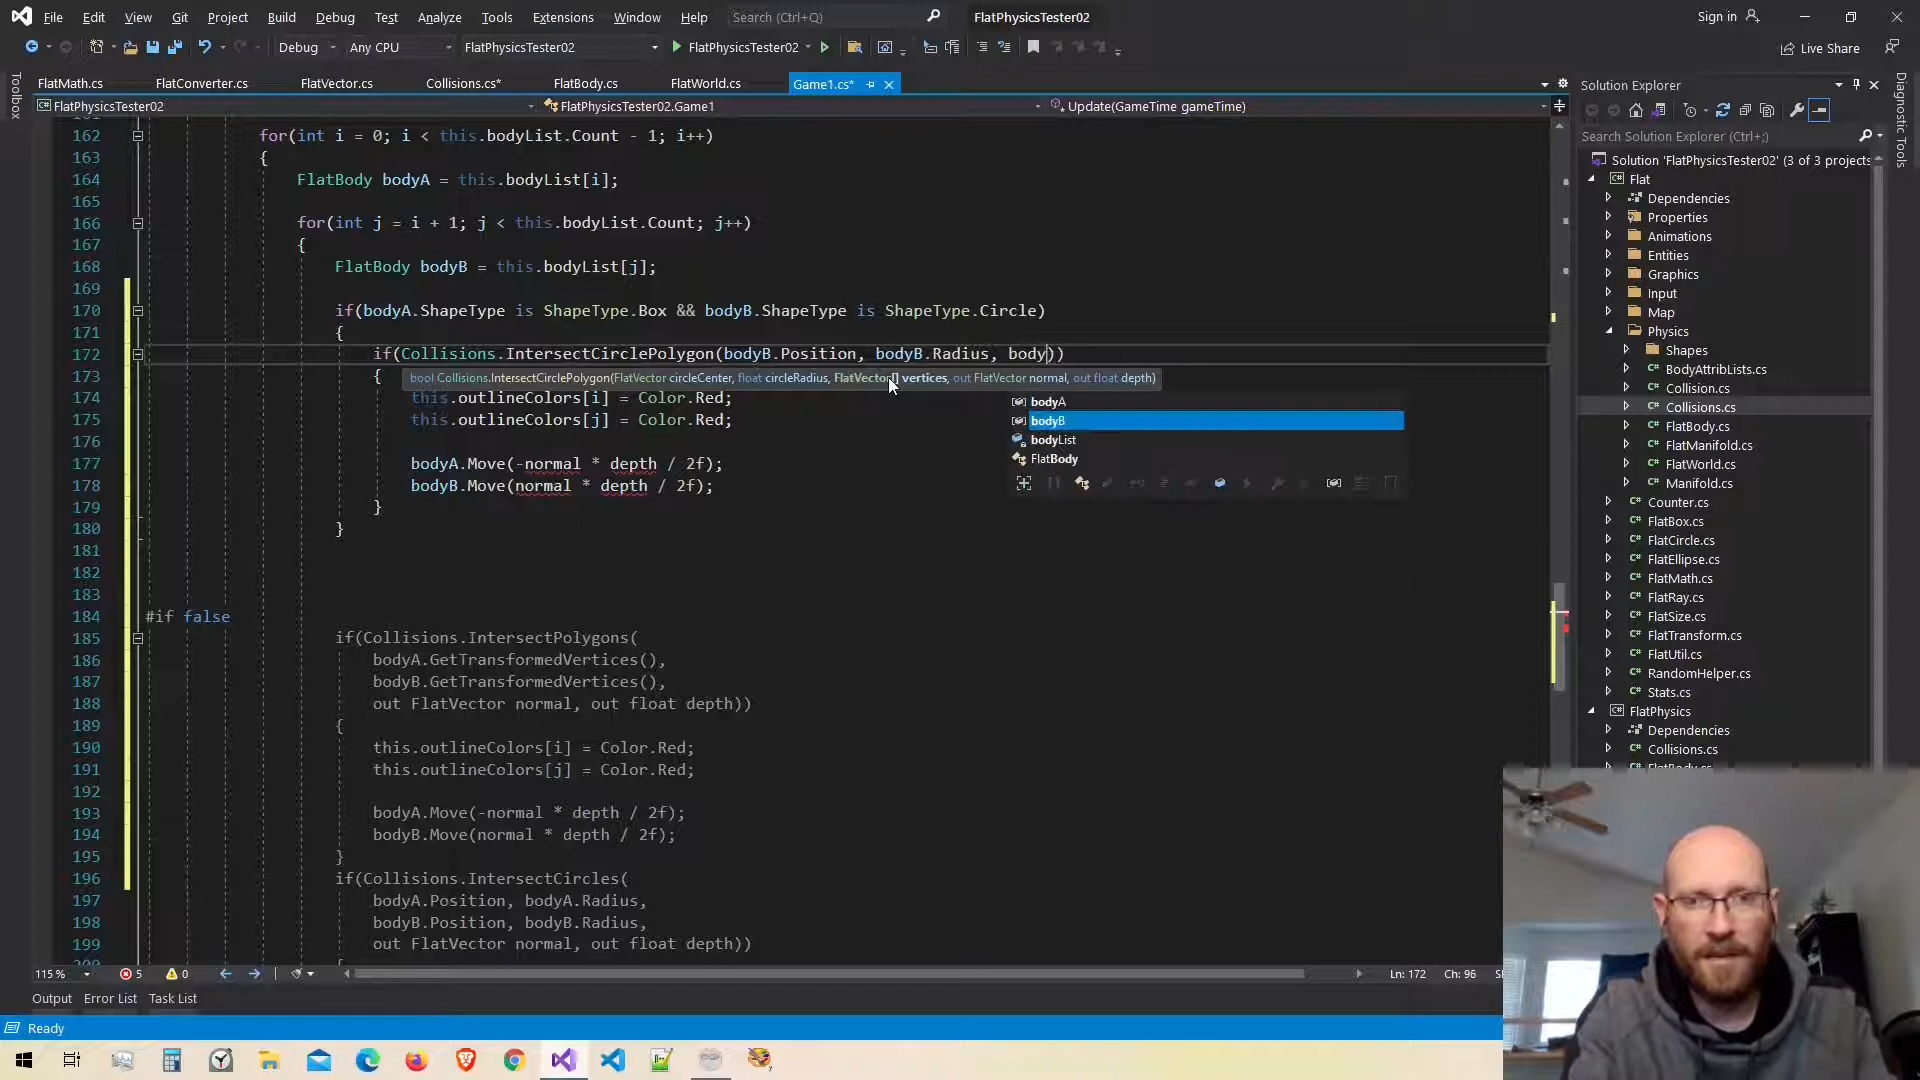 File Edit View Git Project Build Debug Test Analyze Tools Extensions Window Help Search (Ctrl+Q) FlatPhysicsTester02 Sign in
Debug Any CPU FlatPhysicsTester02 FlatPhysicsTester02 Live Share
FlatMath.cs FlatConverter.cs FlatVector.cs Collisions.cs* FlatBody.cs FlatWorld.cs Game1.cs*
FlatPhysicsTester02 FlatPhysicsTester02.Game1 Update(GameTime gameTime)
Toolbox
162 for(int i = 0; i < this.bodyList.Count - 1; i++)
163 {
164 FlatBody bodyA = this.bodyList[i];
165
166 for(int j = i + 1; j < this.bodyList.Count; j++)
167 {
168 FlatBody bodyB = this.bodyList[j];
169
170 if(bodyA.ShapeType is ShapeType.Box && bodyB.ShapeType is ShapeType.Circle)
171 {
172 if(Collisions.IntersectCirclePolygon(bodyB.Position, bodyB.Radius, body))
173 {
bool Collisions.IntersectCirclePolygon(FlatVector circleCenter, float circleRadius, FlatVector[] vertices, out FlatVector normal, out float depth)
174 this.outlineColors[i] = Color.Red;
175 this.outlineColors[j] = Color.Red;
176
177 bodyA.Move(-normal * depth / 2f);
178 bodyB.Move(normal * depth / 2f);
179 }
180 }
181
182
183
184 #if false
185 if(Collisions.IntersectPolygons(
186 bodyA.GetTransformedVertices(),
187 bodyB.GetTransformedVertices(),
188 out FlatVector normal, out float depth))
189 {
190 this.outlineColors[i] = Color.Red;
191 this.outlineColors[j] = Color.Red;
192
193 bodyA.Move(-normal * depth / 2f);
194 bodyB.Move(normal * depth / 2f);
195 }
196 if(Collisions.IntersectCircles(
197 bodyA.Position, bodyA.Radius,
198 bodyB.Position, bodyB.Radius,
199 out FlatVector normal, out float depth))
bodyA
bodyB
bodyList
FlatBody
115 % 5 0 Ln: 172 Ch: 96
Output Error List Task List
Ready
Solution Explorer
Search Solution Explorer (Ctrl+;)
Solution 'FlatPhysicsTester02' (3 of 3 projects
Flat
Dependencies
Properties
Animations
Entities
Graphics
Input
Map
Physics
Shapes
BodyAttribLists.cs
Collision.cs
Collisions.cs
FlatBody.cs
FlatManifold.cs
FlatWorld.cs
Manifold.cs
Counter.cs
FlatBox.cs
FlatCircle.cs
FlatEllipse.cs
FlatMath.cs
FlatRay.cs
FlatSize.cs
FlatTransform.cs
FlatUtil.cs
RandomHelper.cs
Stats.cs
FlatPhysics
Dependencies
Collisions.cs
Diagnostic Tools